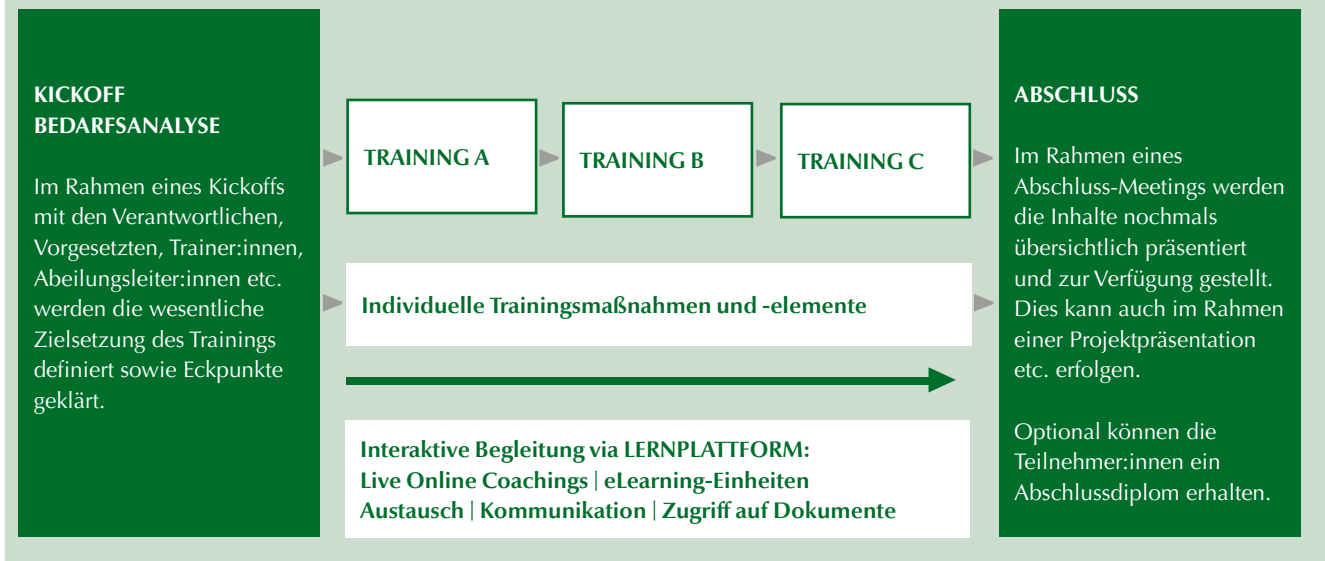 KICKOFF
BEDARFSANALYSE
Im Rahmen eines Kickoffs
mit den Verantwortlichen,
Vorgesetzten, Trainer:innen,
Abeilungsleiter:innen etc.
werden die wesentliche
Zielsetzung des Trainings
definiert sowie Eckpunkte
geklärt.
TRAINING A
TRAINING B
TRAINING C
Individuelle Trainingsmaßnahmen und -elemente
Interaktive Begleitung via LERNPLATTFORM:
Live Online Coachings | eLearning-Einheiten
Austausch | Kommunikation | Zugriff auf Dokumente
ABSCHLUSS
Im Rahmen eines
Abschluss-Meetings werden
die Inhalte nochmals
übersichtlich präsentiert
und zur Verfügung gestellt.
Dies kann auch im Rahmen
einer Projektpräsentation
etc. erfolgen.
Optional können die
Teilnehmer:innen ein
Abschlussdiplom erhalten.